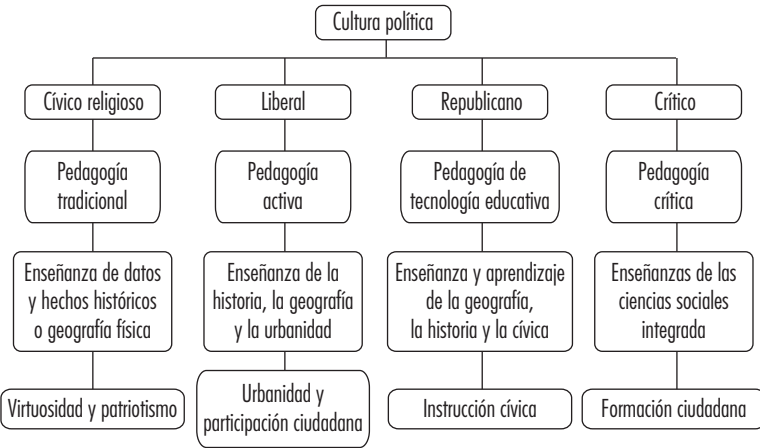 Cultura política
Cívico religioso
Liberal
Republicano
Crítico
Pedagogía
tradicional
Pedagogía
activa
Pedagogía de
tecnología educativa
Pedagogía
crítica
Enseñanza de datos
y hechos históricos
o geografía física
Enseñanza de la
historia, la geografía
y la urbanidad
Enseñanza y aprendizaje
de la geografía,
la historia y la cívica
Enseñanzas de las
ciencias sociales
integrada
Virtuosidad y patriotismo
Urbanidad y
participación ciudadana
Instrucción cívica
Formación ciudadana